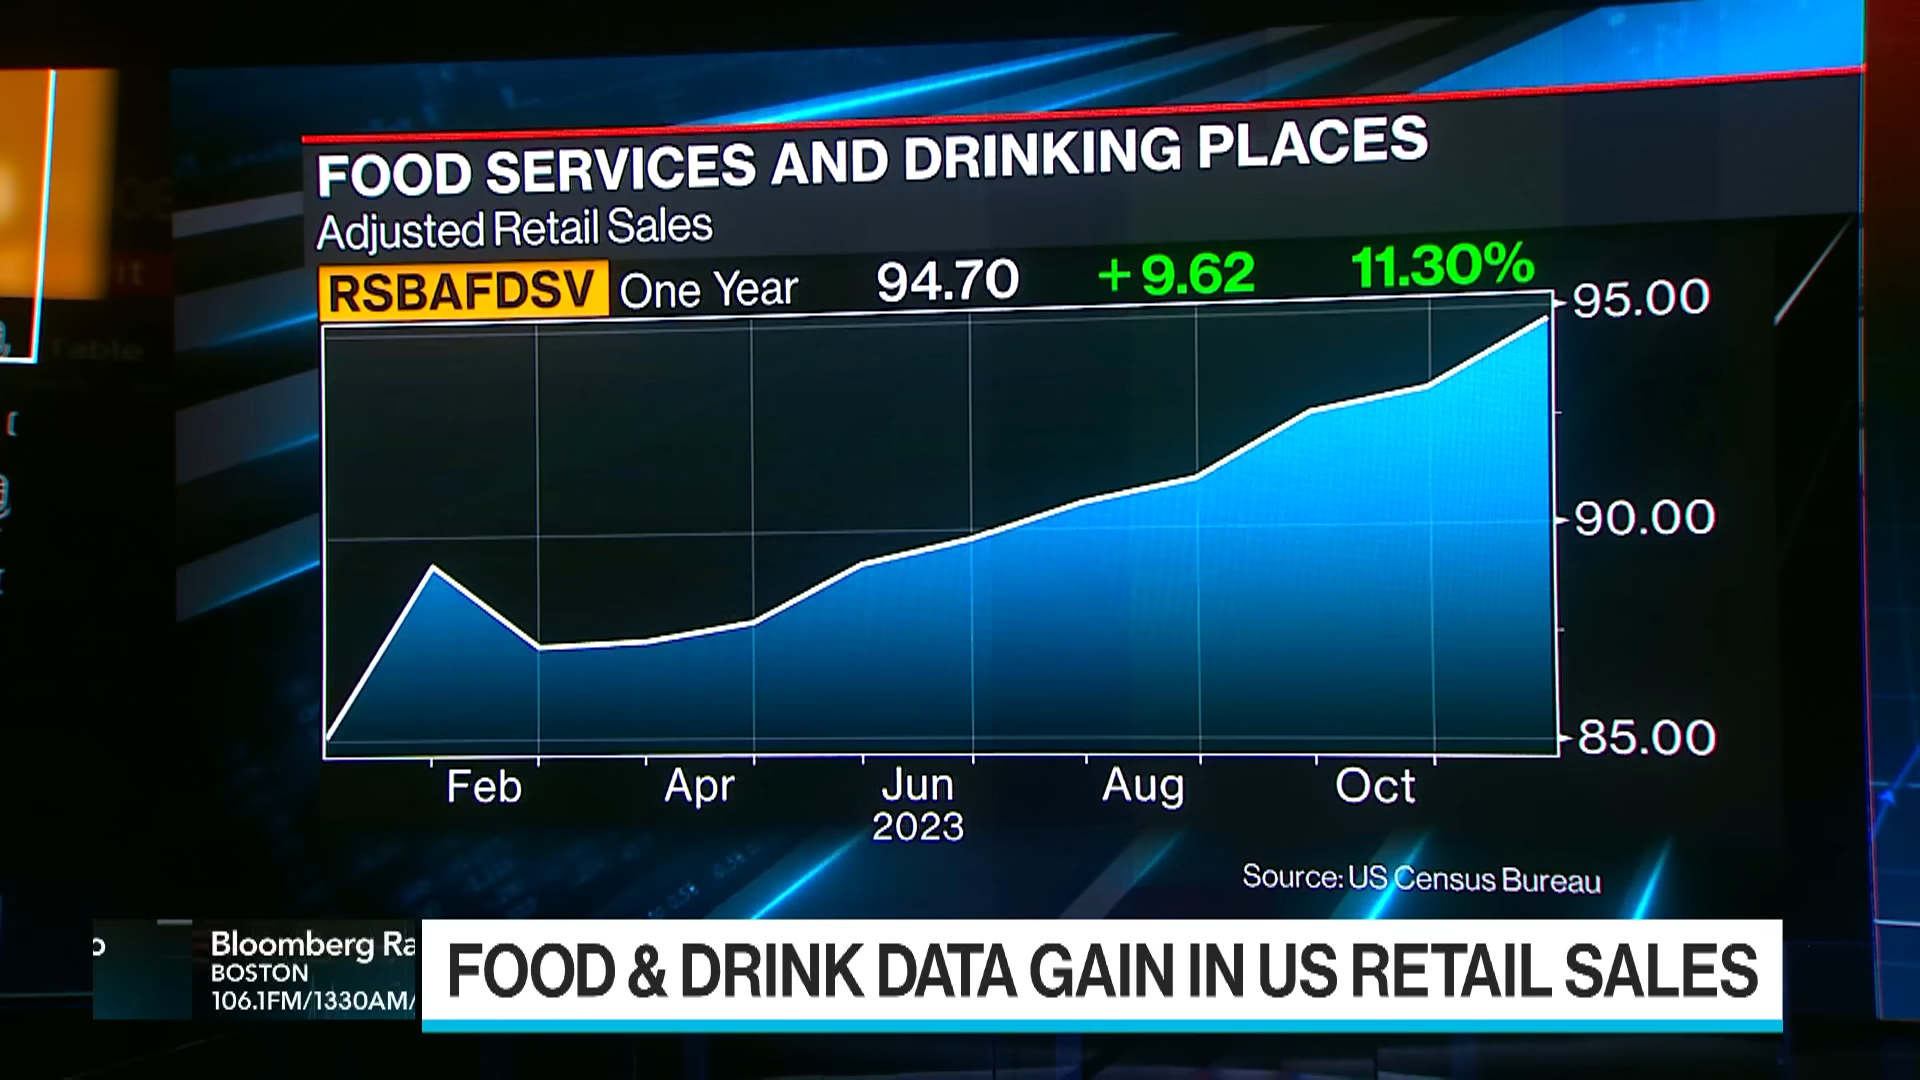 FOOD SERVICES AND DRINKING PLACES
Adjusted Retail Sales
RSBAFDSV One Year 94.70 +9.62 11.30%
95.00
90.00
85.00
Feb Apr Jun Aug Oct
2023
Source: US Census Bureau
Bloomberg Ra
BOSTON
106.1FM/1330AM/
FOOD & DRINK DATA GAIN IN US RETAIL SALES